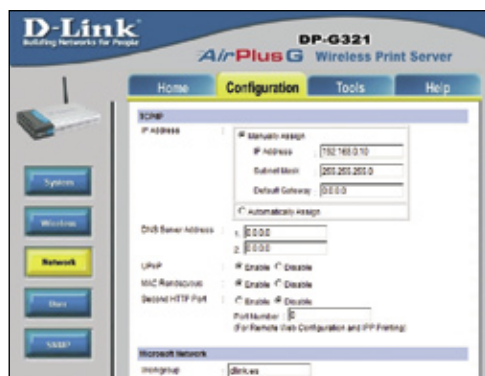 D-Link
Building Networks for People
DP-G321
AirPlus G Wireless Print Server
Home Configuration Tools Help
System
Wireless
Network
User
SNMP
TCP/IP
IP Address : Manually Assign
IP Address : 192.168.0.10
Subnet Mask : 255.255.255.0
Default Gateway : 0.0.0.0
Automatically Assign
DNS Server Address : 1. 0.0.0.0
2. 0.0.0.0
UPnP : Enable Disable
MAC Rendezvous : Enable Disable
Second HTTP Port : Enable Disable
Port Number : 0
(For Remote Web Configuration and IPP Printing)
Microsoft Network
Workgroup : dlink.es